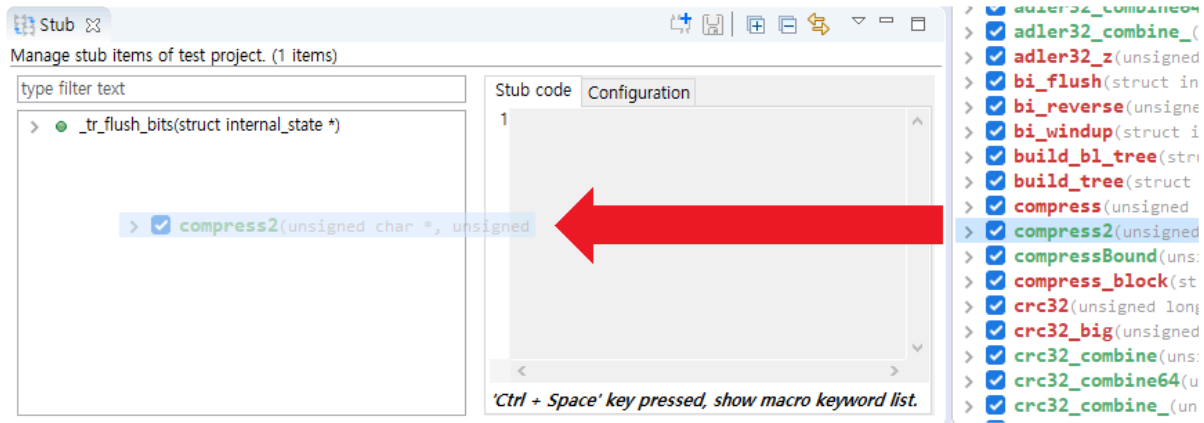 Stub
Manage stub items of test project. (1 items)
type filter text
_tr_flush_bits(struct internal_state *)
compress2(unsigned char *, unsigned
Stub code
Configuration
1
'Ctrl + Space' key pressed, show macro keyword list.
adler32_combine64
adler32_combine_(
adler32_z(unsigned
bi_flush(struct in
bi_reverse(unsigne
bi_windup(struct i
build_bl_tree(stru
build_tree(struct
compress(unsigned
compress2(unsigned
compressBound(uns
compress_block(st
crc32(unsigned long
crc32_big(unsigned
crc32_combine(uns
crc32_combine64(u
crc32_combine_(un